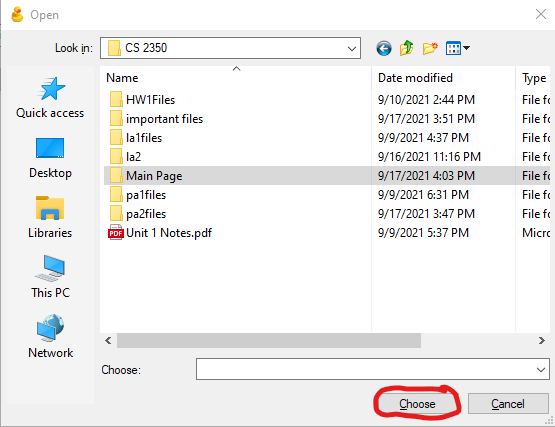 Open
Look in: CS 2350
Name Date modified Type
Quick access
Desktop
Libraries
This PC
Network
HW1Files 9/10/2021 2:44 PM File fo
important files 9/17/2021 3:51 PM File fo
la1files 9/9/2021 4:37 PM File fo
la2 9/16/2021 11:16 PM File fo
Main Page 9/17/2021 4:03 PM File fo
pa1files 9/9/2021 6:31 PM File fo
pa2files 9/17/2021 3:47 PM File fo
PDF Unit 1 Notes.pdf 9/9/2021 5:37 PM Micro
Choose:
Choose Cancel